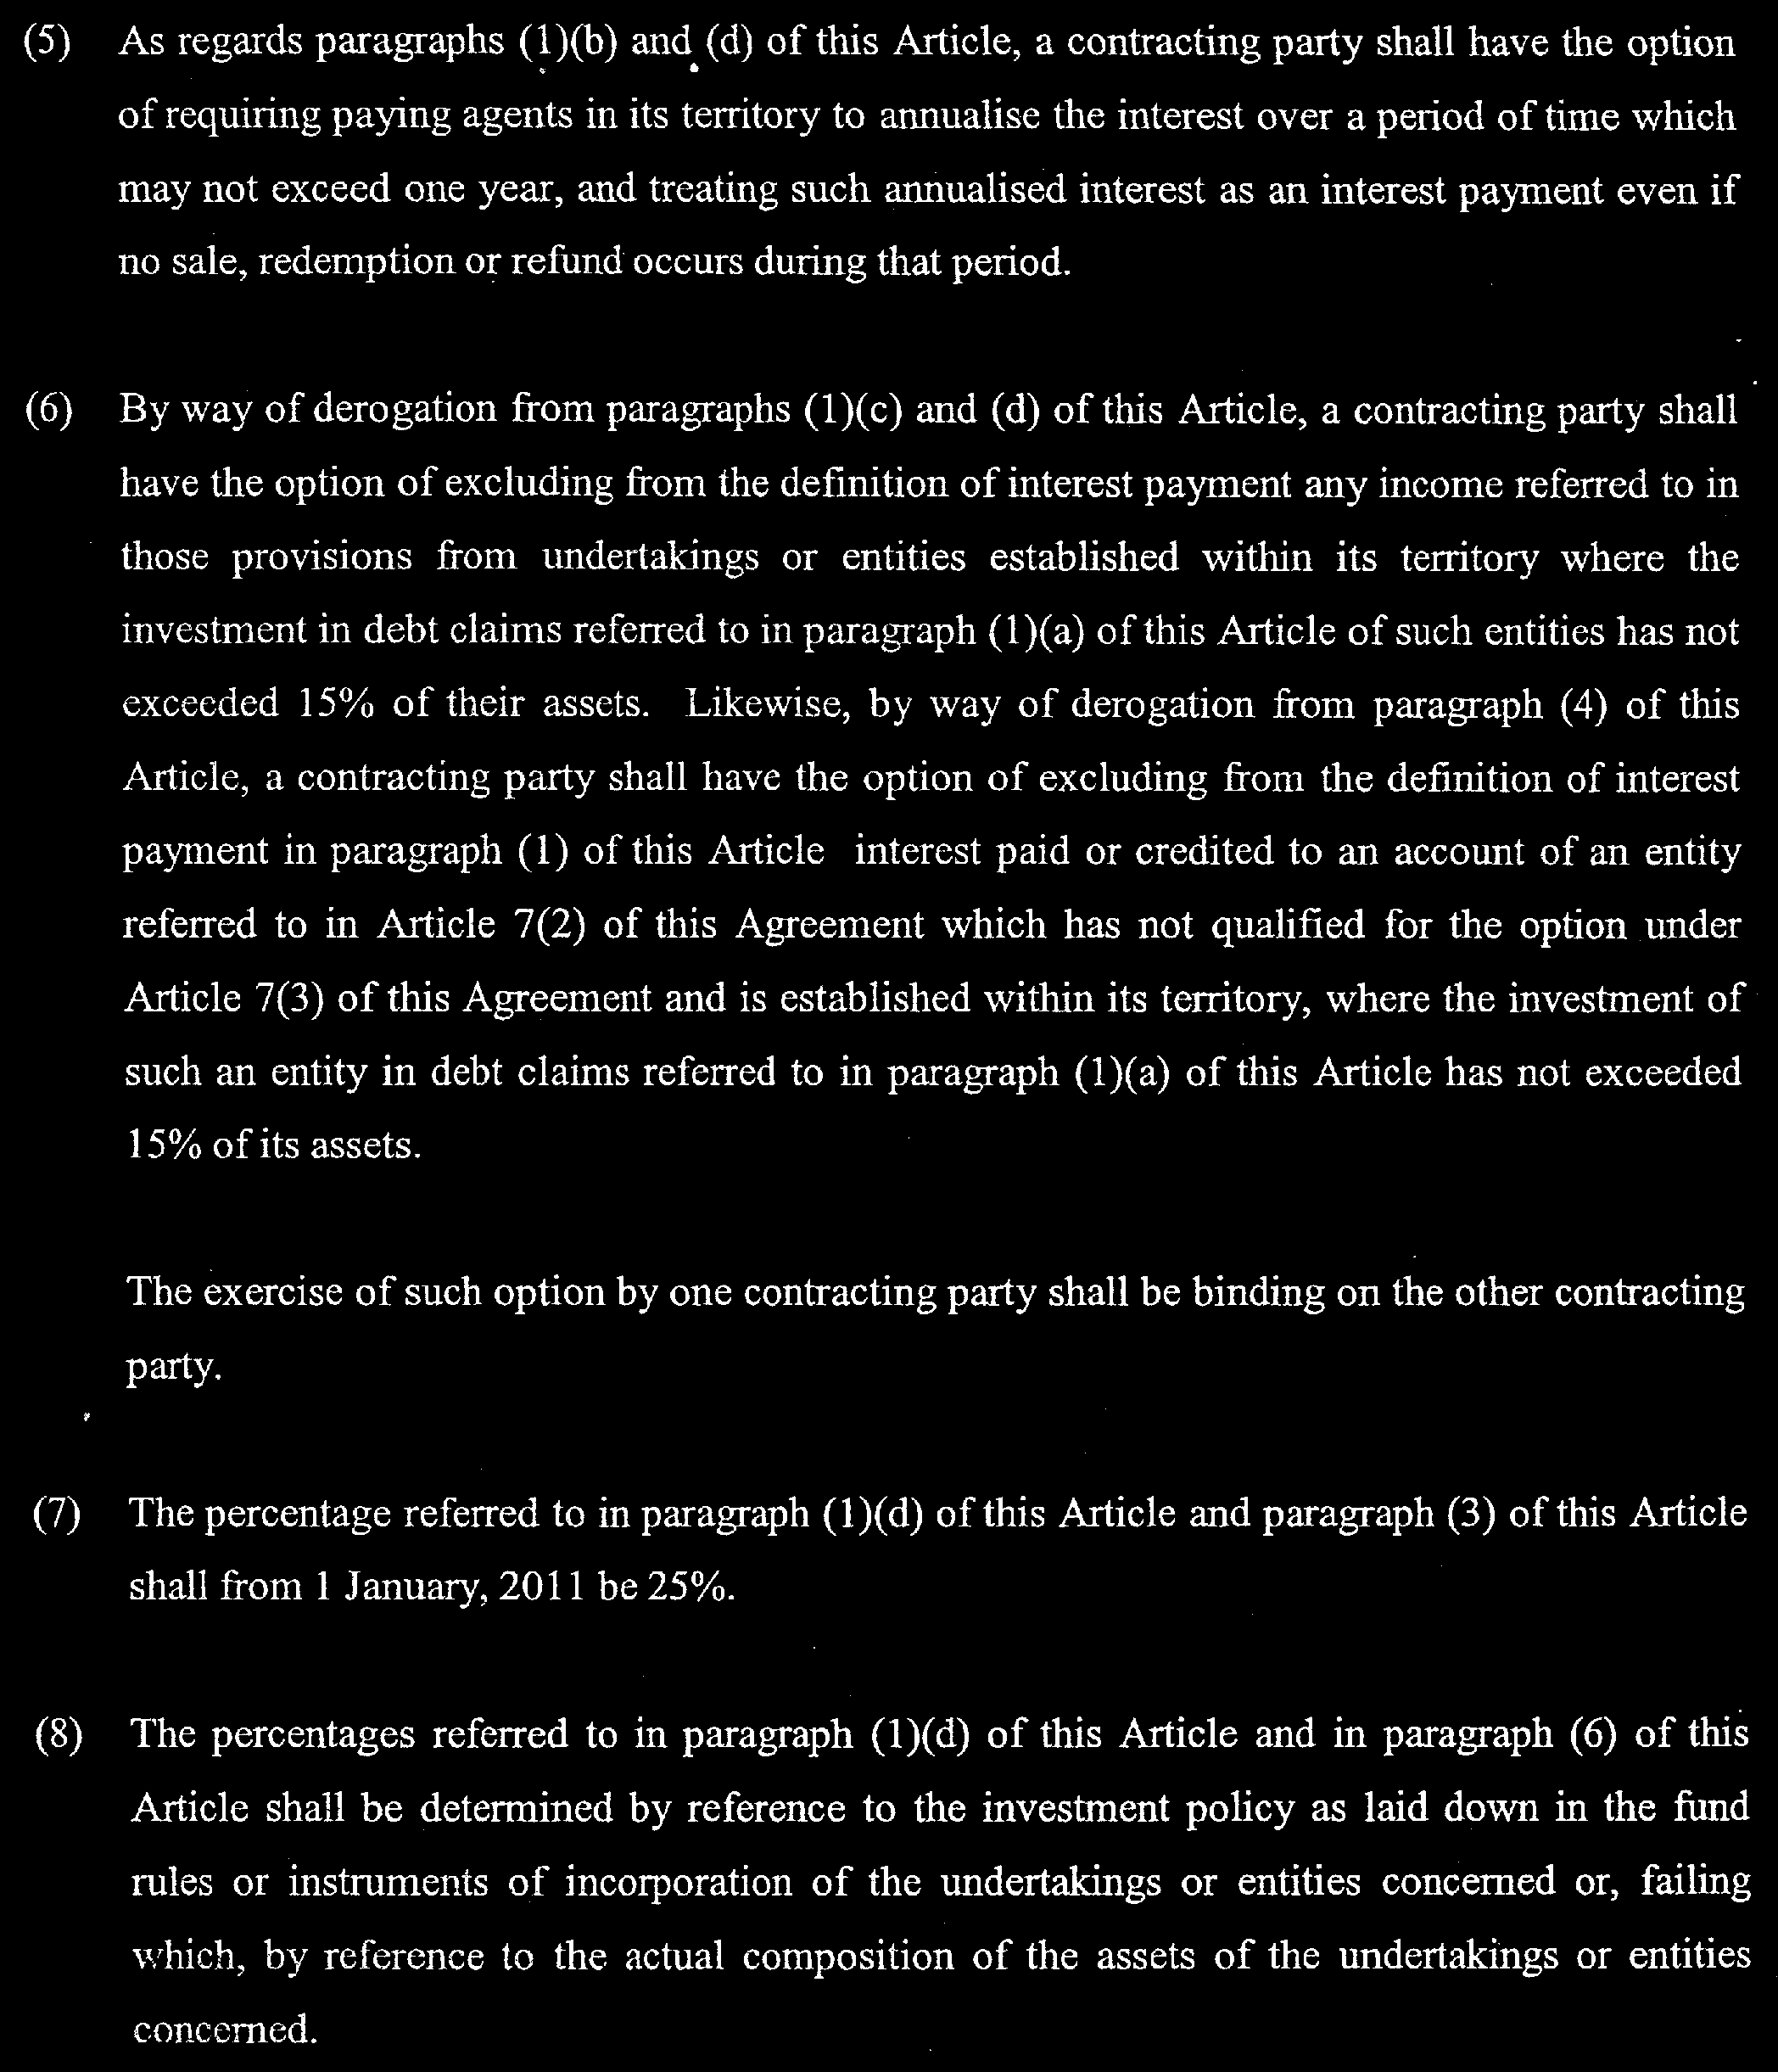 (5) As regards paragraphs (1)(b) and (d) of this Article, a contracting party shall have the option
of requiring paying agents in its territory to annualise the interest over a period of time which
may not exceed one year, and treating such annualised interest as an interest payment even if
no sale, redemption or refund occurs during that period.
(6) By way of derogation from paragraphs (1)(c) and (d) of this Article, a contracting party shall
have the option of excluding from the definition of interest payment any income referred to in
those provisions from undertakings or entities established within its territory where the
investment in debt claims referred to in paragraph (1)(a) of this Article of such entities has not
exceeded 15% of their assets. Likewise, by way of derogation from paragraph (4) of this
Article, a contracting party shall have the option of excluding from the definition of interest
payment in paragraph (1) of this Article interest paid or credited to an account of an entity
referred to in Article 7(2) of this Agreement which has not qualified for the option under
Article 7(3) of this Agreement and is established within its territory, where the investment of
such an entity in debt claims referred to in paragraph (1)(a) of this Article has not exceeded
15% of its assets.
The exercise of such option by one contracting party shall be binding on the other contracting
party.
(7) The percentage referred to in paragraph (1)(d) of this Article and paragraph (3) of this Article
shall from 1 January, 2011 be 25%.
(8) The percentages referred to in paragraph (1)(d) of this Article and in paragraph (6) of this
Article shall be determined by reference to the investment policy as laid down in the fund
rules or instruments of incorporation of the undertakings or entities concerned or, failing
which, by reference to the actual composition of the assets of the undertakings or entities
concerned.